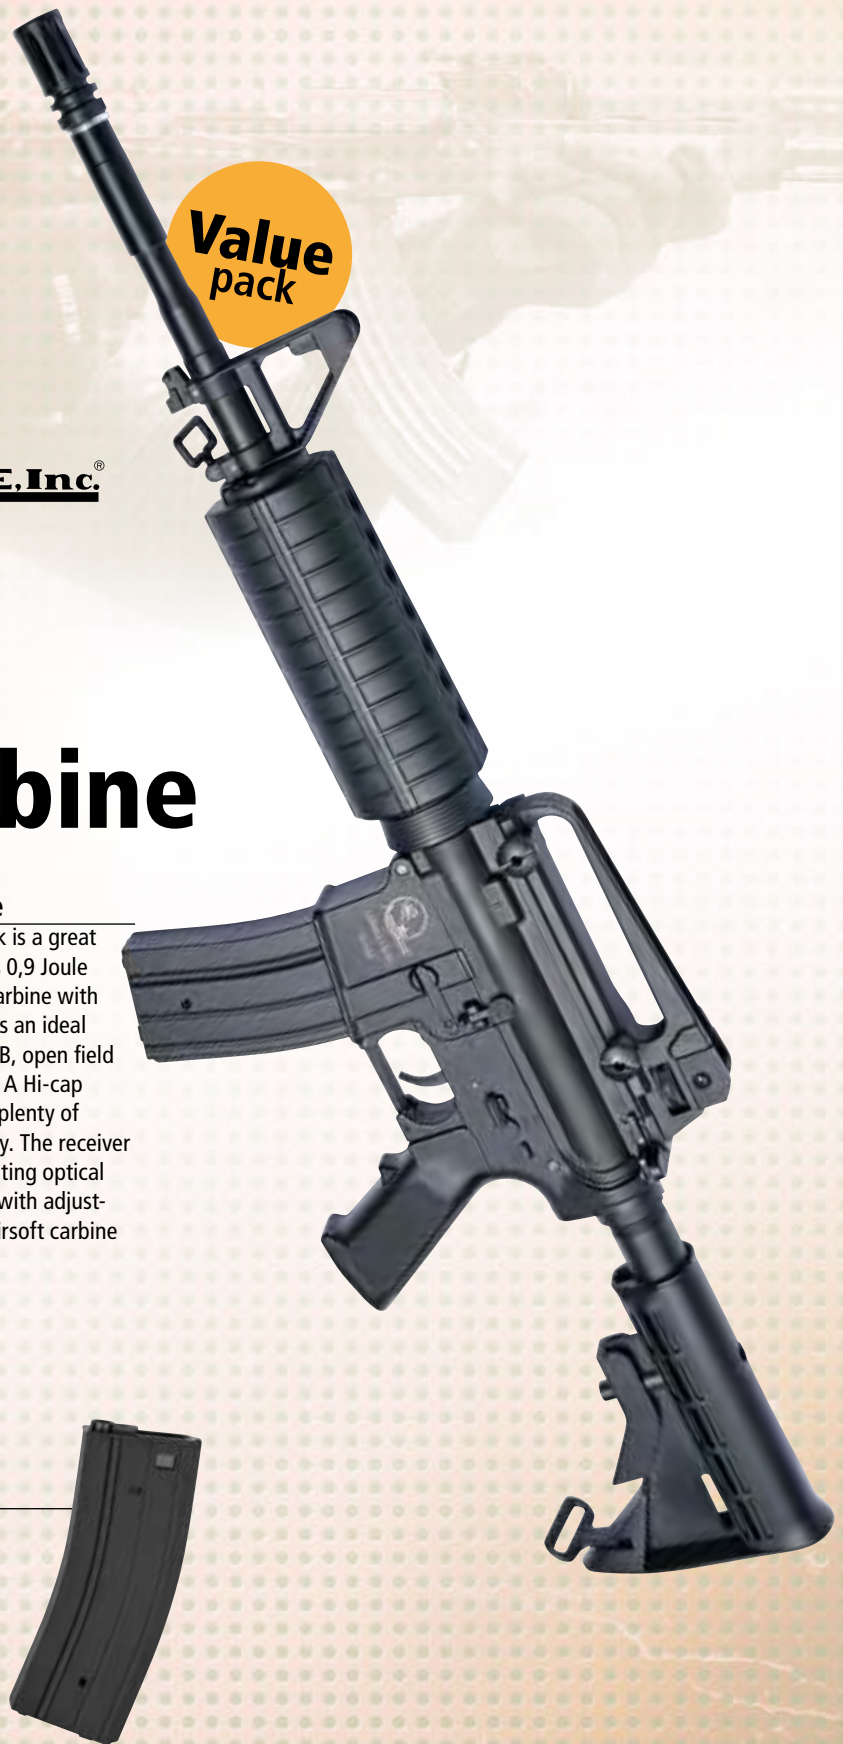 Value
pack
E,Inc.®
bine
e
k is a great
0,9 Joule
arbine with
s an ideal
B, open field
A Hi-cap
plenty of
y. The receiver
ting optical
with adjust-
irsoft carbine